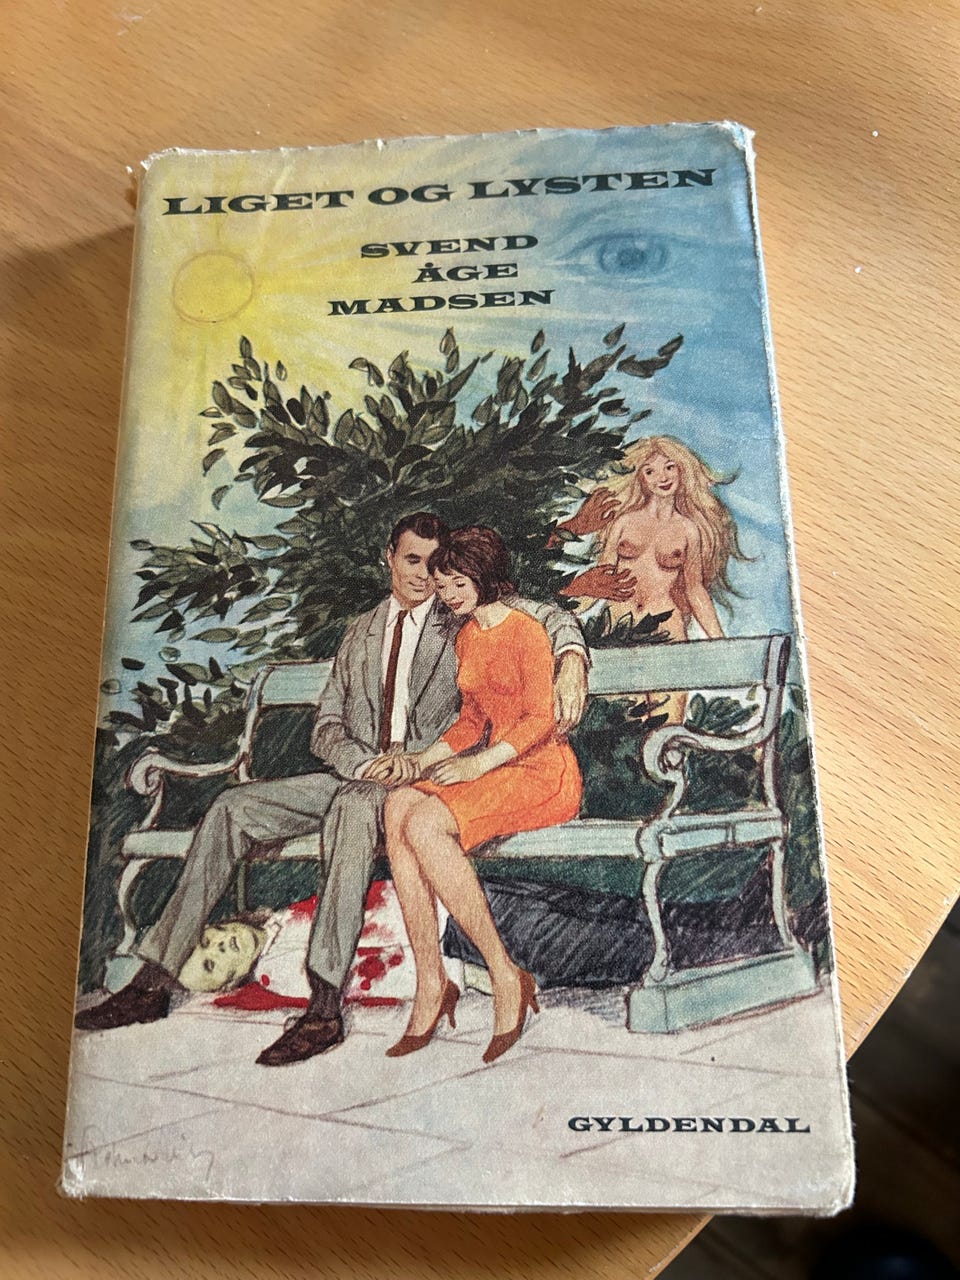 LIGET OG LYSTEN
SVEND
ÅGE
MADSEN
GYLDENDAL